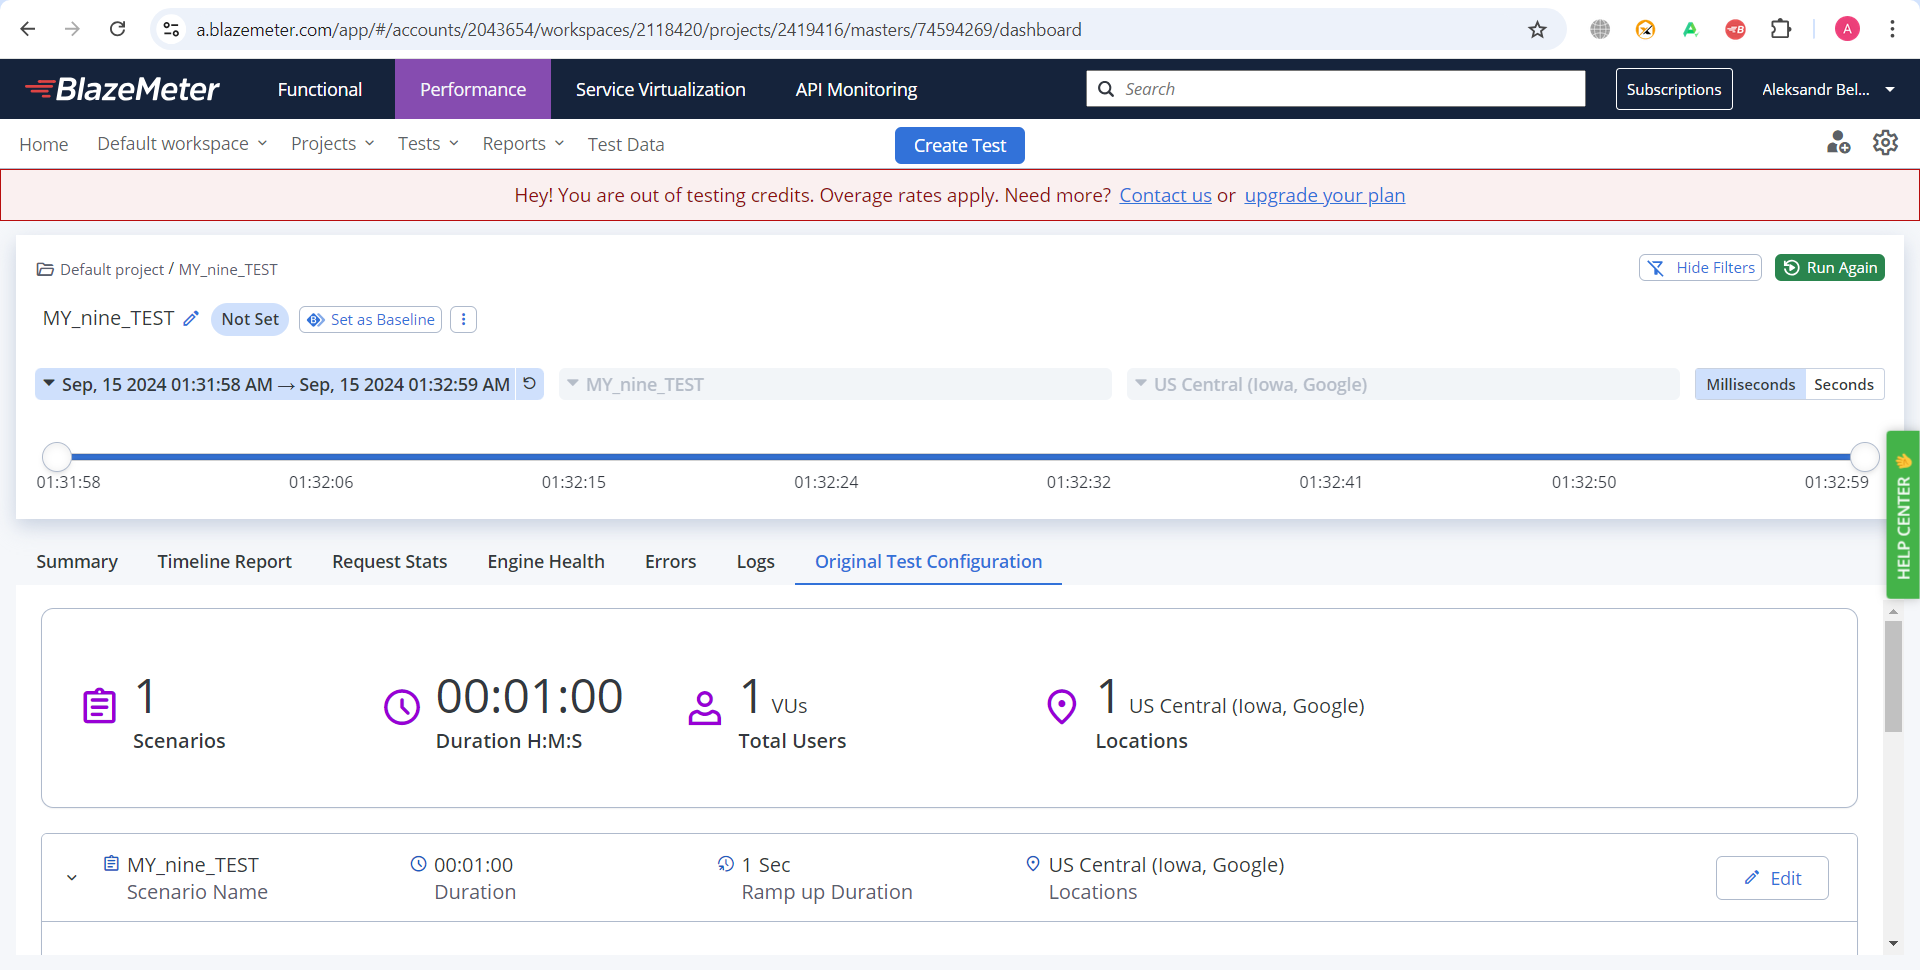 a.blazemeter.com/app/#/accounts/2043654/workspaces/2118420/projects/2419416/masters/74594269/dashboard
A
B
A
BlazeMeter
Functional
Performance
Service Virtualization
API Monitoring
Search
Subscriptions
Aleksandr Bel...
Home
Default workspace
Projects
Tests
Reports
Test Data
Create Test
Hey! You are out of testing credits. Overage rates apply. Need more? Contact us or upgrade your plan
Default project / MY_nine_TEST
Hide Filters
Run Again
MY_nine_TEST
Not Set
Set as Baseline
Sep, 15 2024 01:31:58 AM → Sep, 15 2024 01:32:59 AM
MY_nine_TEST
US Central (Iowa, Google)
Milliseconds
Seconds
01:31:58
01:32:06
01:32:15
01:32:24
01:32:32
01:32:41
01:32:50
01:32:59
HELP CENTER
Summary
Timeline Report
Request Stats
Engine Health
Errors
Logs
Original Test Configuration
1
Scenarios
00:01:00
Duration H:M:S
1 VUs
Total Users
1 US Central (Iowa, Google)
Locations
MY_nine_TEST
Scenario Name
00:01:00
Duration
1 Sec
Ramp up Duration
US Central (Iowa, Google)
Locations
Edit